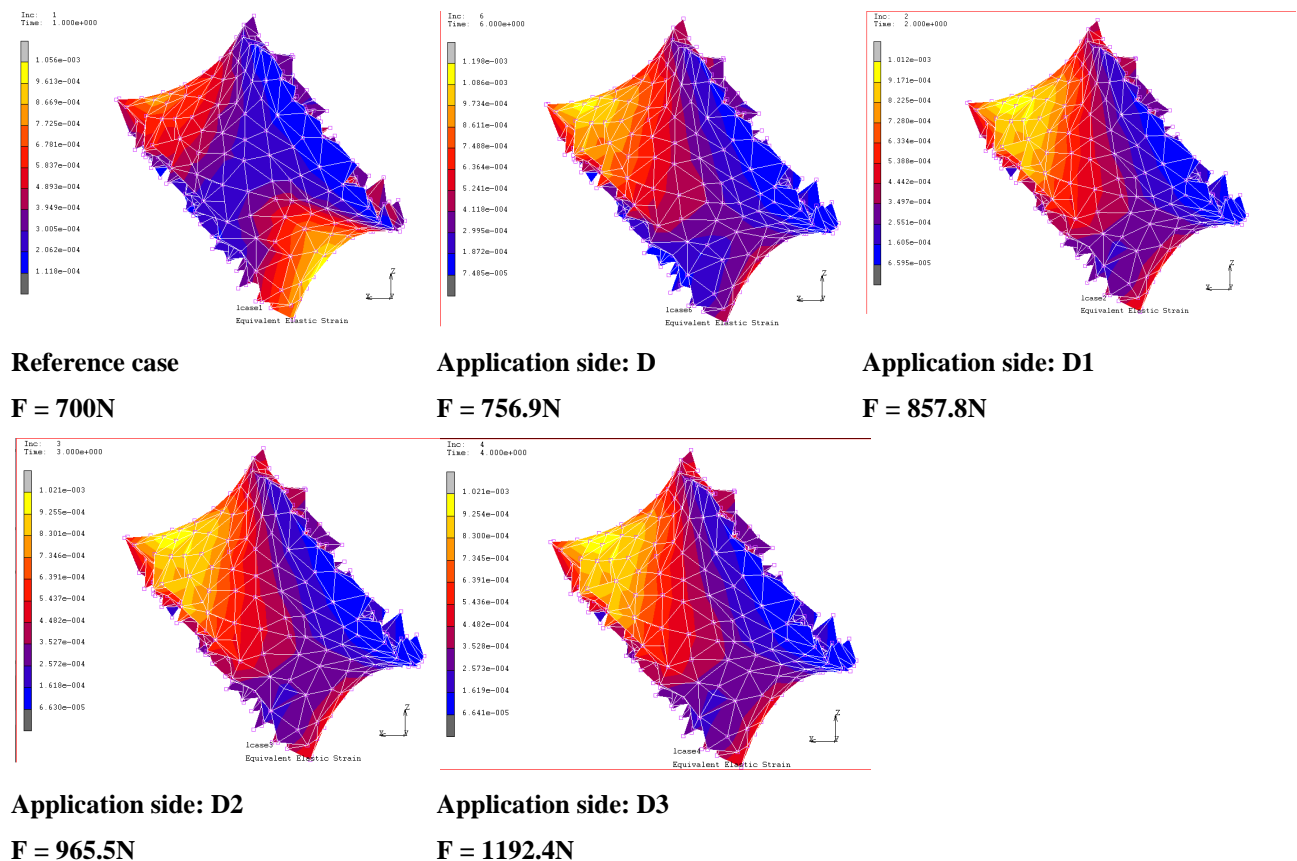 Inc: 1
Time: 1.000e+000
1.056e-003
9.613e-004
8.669e-004
7.725e-004
6.781e-004
5.837e-004
4.893e-004
3.949e-004
3.005e-004
2.062e-004
1.118e-004
lcase1
Equivalent Elastic Strain
Z
X
Y
Inc: 6
Time: 6.000e+000
1.198e-003
1.086e-003
9.734e-004
8.611e-004
7.488e-004
6.364e-004
5.241e-004
4.118e-004
2.995e-004
1.872e-004
7.485e-005
lcase6
Equivalent Elastic Strain
Z
X
Y
Inc: 2
Time: 2.000e+000
1.012e-003
9.171e-004
8.225e-004
7.280e-004
6.334e-004
5.388e-004
4.442e-004
3.497e-004
2.551e-004
1.605e-004
6.595e-005
lcase2
Equivalent Elastic Strain
Z
X
Y
Reference case
Application side: D
Application side: D1
F = 700N
F = 756.9N
F = 857.8N
Inc: 3
Time: 3.000e+000
1.021e-003
9.255e-004
8.301e-004
7.346e-004
6.391e-004
5.437e-004
4.482e-004
3.527e-004
2.572e-004
1.618e-004
6.630e-005
lcase3
Equivalent Elastic Strain
Z
X
Y
Inc: 4
Time: 4.000e+000
1.021e-003
9.254e-004
8.300e-004
7.345e-004
6.391e-004
5.436e-004
4.482e-004
3.528e-004
2.573e-004
1.619e-004
6.641e-005
lcase4
Equivalent Elastic Strain
Z
X
Y
Application side: D2
Application side: D3
F = 965.5N
F = 1192.4N